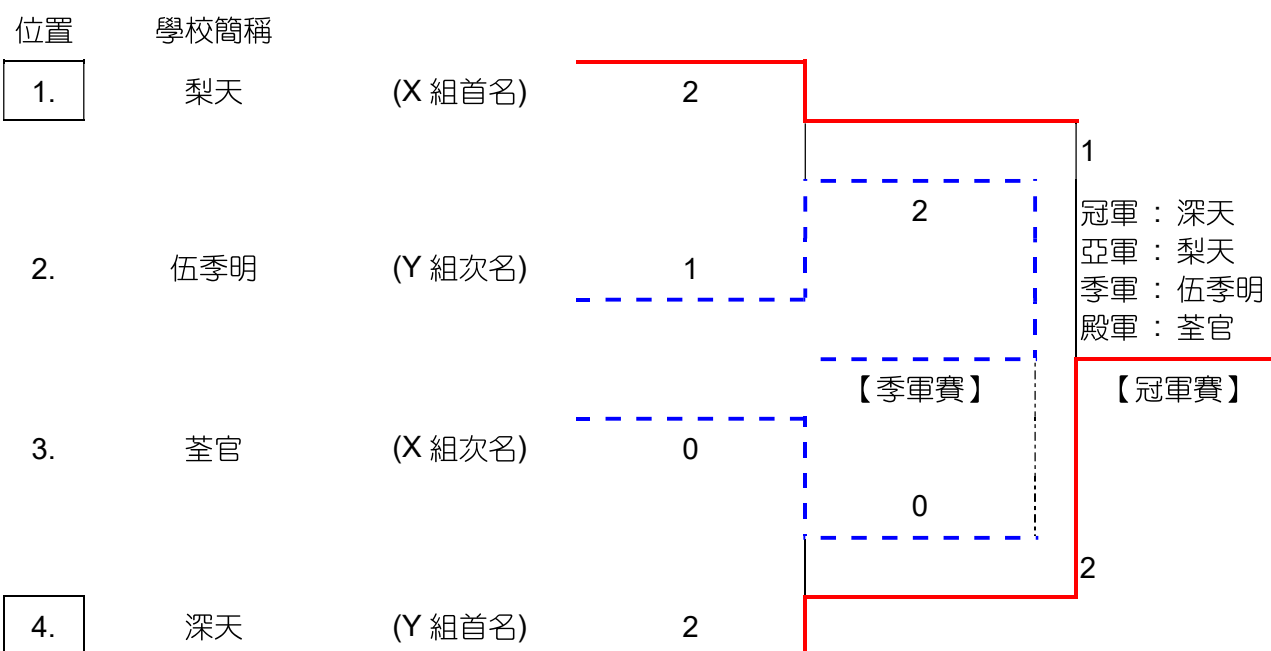 位置 學校簡稱
1. 梨天 (X 組首名) 2
1
2
冠軍 : 深天
亞軍 : 梨天
2. 伍季明 (Y 組次名) 1
季軍 : 伍季明
殿軍 : 荃官
【季軍賽】 【冠軍賽】
3. 荃官 (X 組次名) 0
0
2
4. 深天 (Y 組首名) 2